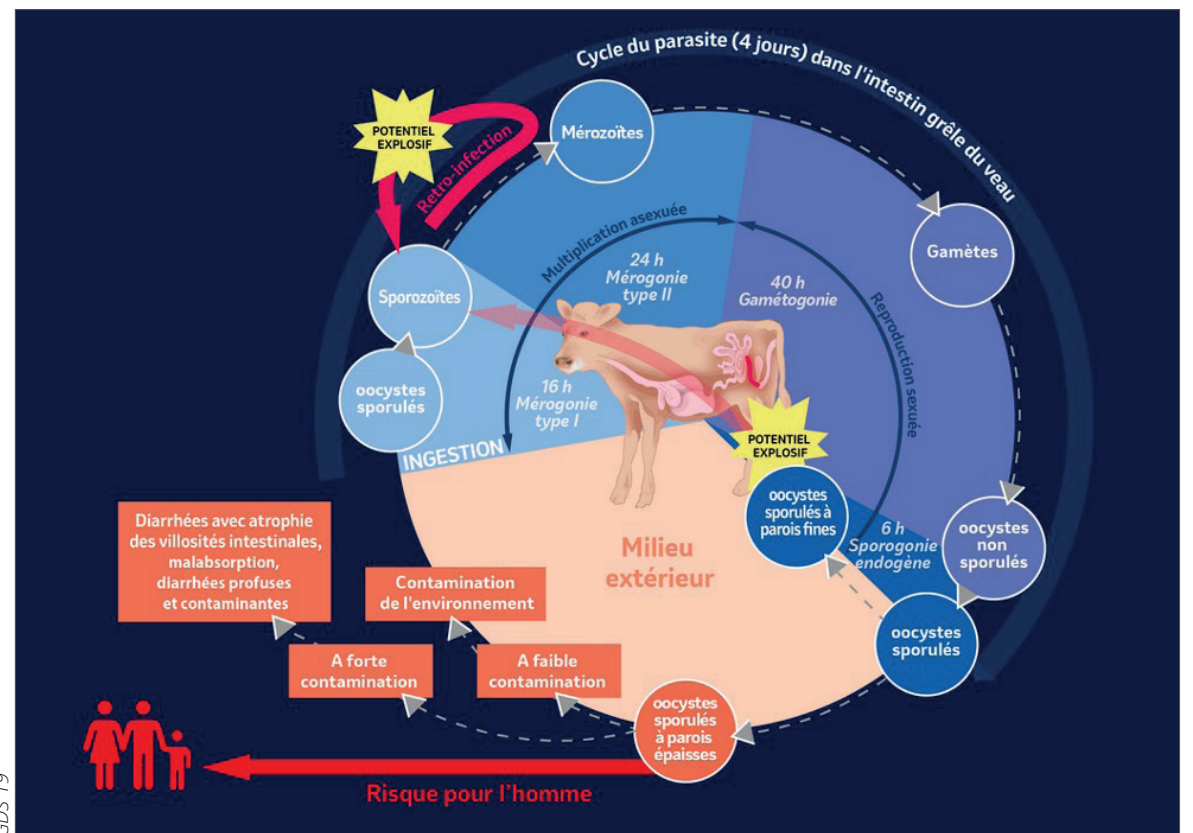 Cycle du parasite (4 jours) dans l'intestin grêle du veau
POTENTIEL
EXPLOSIF
Retro-infection
Mérozoïtes
Gamètes
Multiplication asexuée
24 h
Mérogonie
type II
40 h
Gamétogonie
Reproduction sexuée
Sporozoïtes
oocystes
sporulés
16 h
Mérogonie
type I
INGESTION
POTENTIEL
EXPLOSIF
oocystes
sporulés à
parois fines
6 h
Sporogonie
endogène
oocystes
non
sporulés
oocystes
sporulés
Milieu
extérieur
Diarrhées avec atrophie
des villosités intestinales,
malabsorption,
diarrhées profuses
et contaminantes
Contamination
de l'environnement
A forte
contamination
A faible
contamination
oocystes
sporulés
à parois
épaisses
Risque pour l'homme
GDS 19